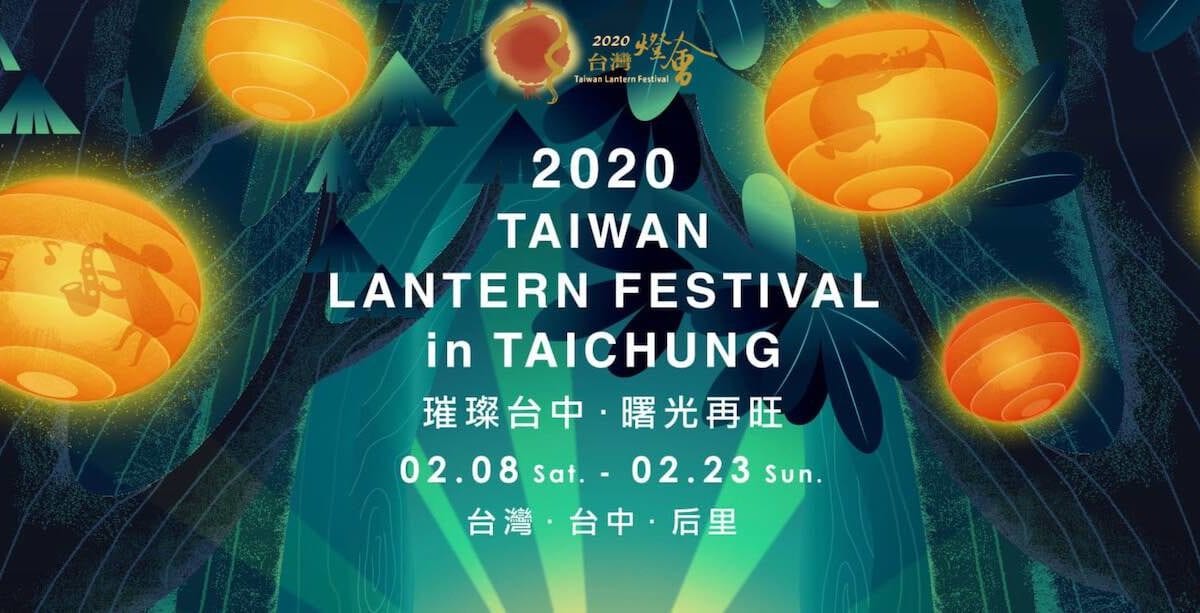 2020
台灣燈會
Taiwan Lantern Festival
2020
TAIWAN
LANTERN FESTIVAL
in TAICHUNG
璀璨台中·曙光再旺
02.08 Sat. - 02.23 Sun.
台灣·台中·后里